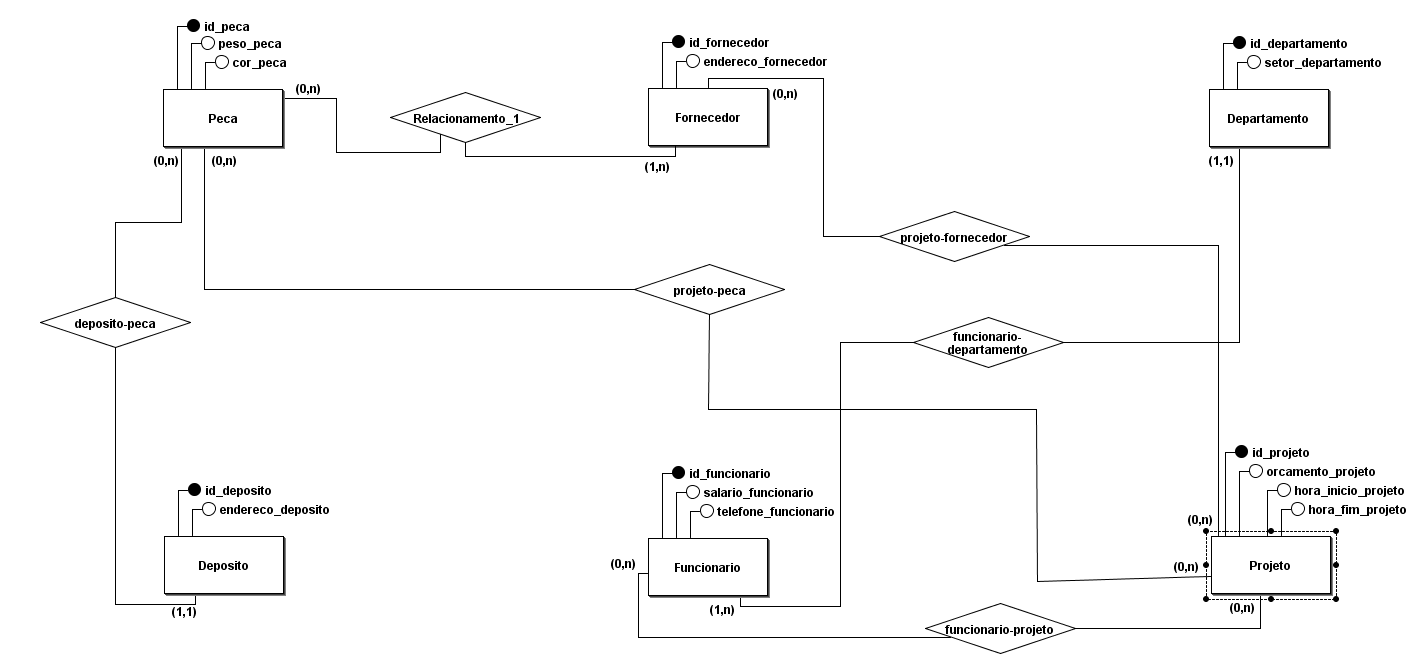 id_peca
peso_peca
cor_peca
Peca
(0,n)
(0,n)
(0,n)
Relacionamento_1
id_fornecedor
endereco_fornecedor
Fornecedor
(0,n)
(1,n)
id_departamento
setor_departamento
Departamento
(1,1)
projeto-fornecedor
projeto-peca
deposito-peca
funcionario-
departamento
id_deposito
endereco_deposito
Deposito
(1,1)
id_funcionario
salario_funcionario
telefone_funcionario
(0,n)
Funcionario
(1,n)
id_projeto
orcamento_projeto
hora_inicio_projeto
hora_fim_projeto
(0,n)
(0,n)
Projeto
(0,n)
funcionario-projeto